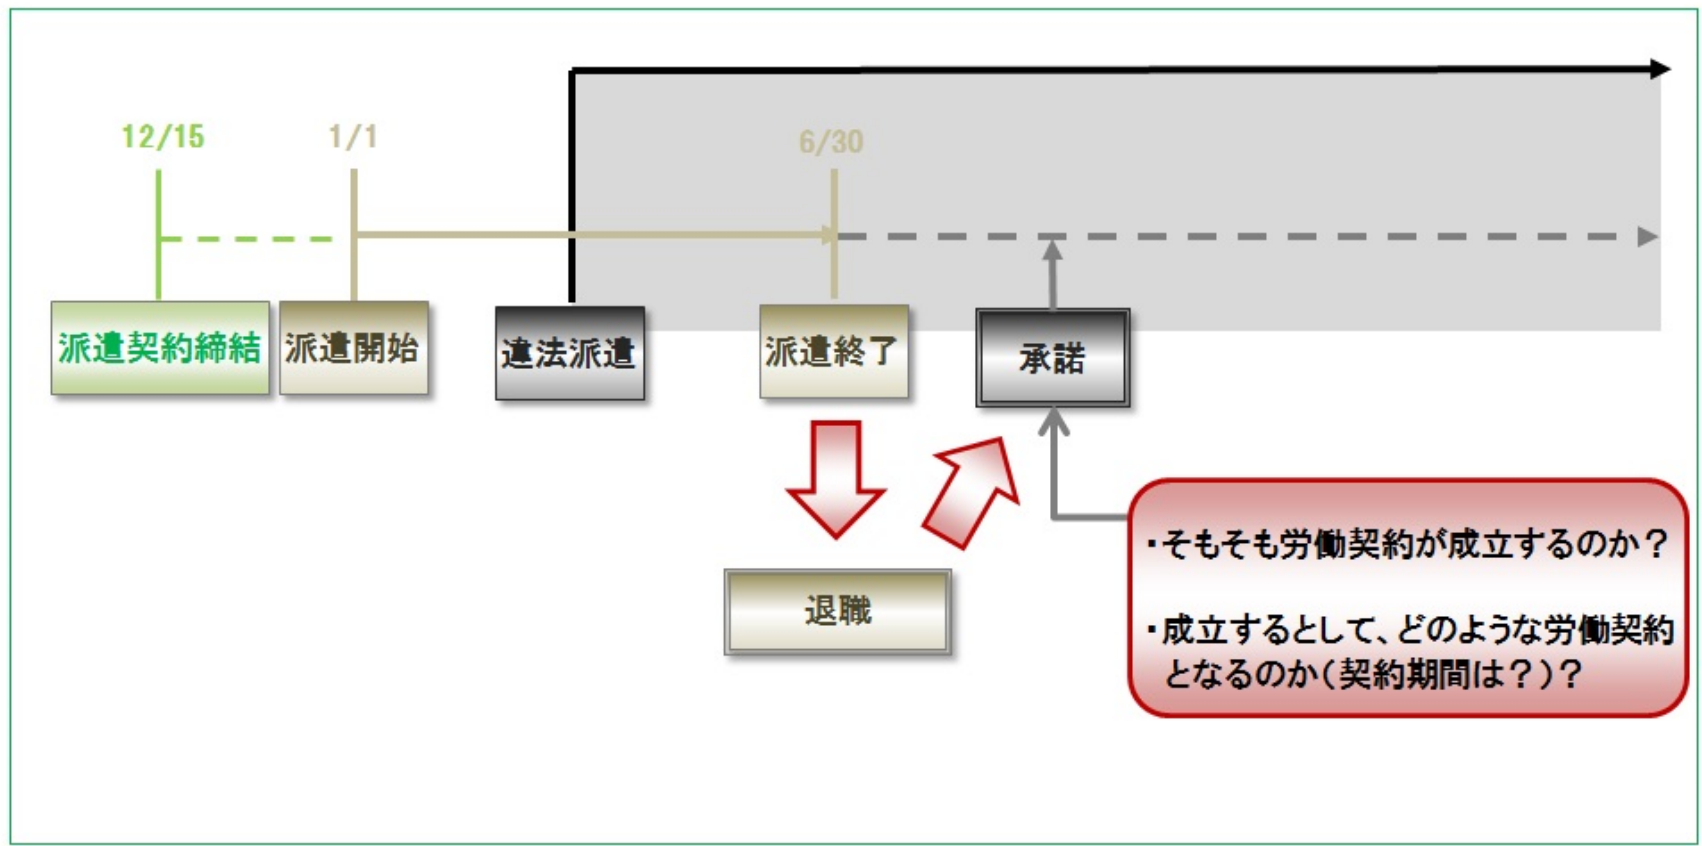 12/15
1/1
6/30
派遣契約締結
派遣開始
違法派遣
派遣終了
承諾
退職
・そもそも労働契約が成立するのか？
・成立するとして、どのような労働契約
となるのか（契約期間は？）？